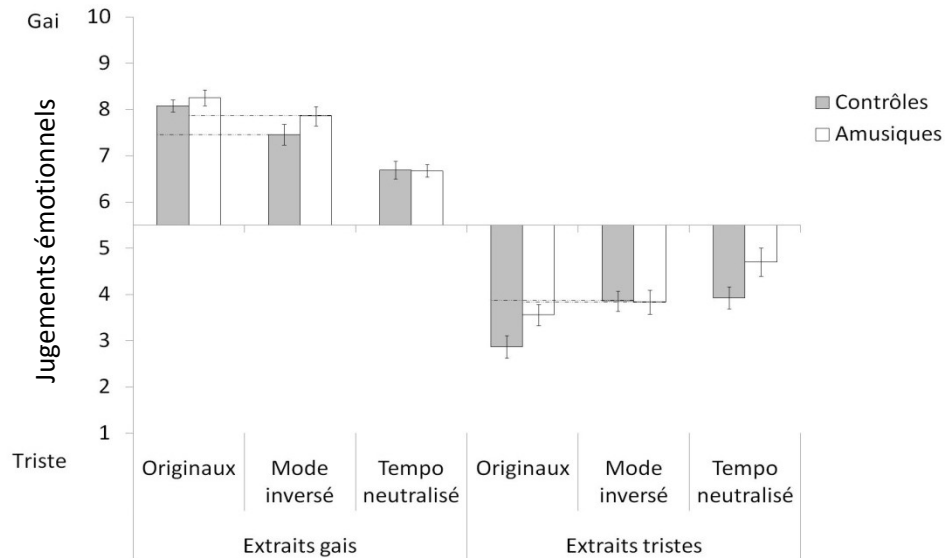 Gai
10
9
8
7
6
5
4
3
2
1
Triste
Jugements émotionnels
Contrôles
Amusiques
Originaux
Mode
inversé
Tempo
neutralisé
Originaux
Mode
inversé
Tempo
neutralisé
Extraits gais
Extraits tristes